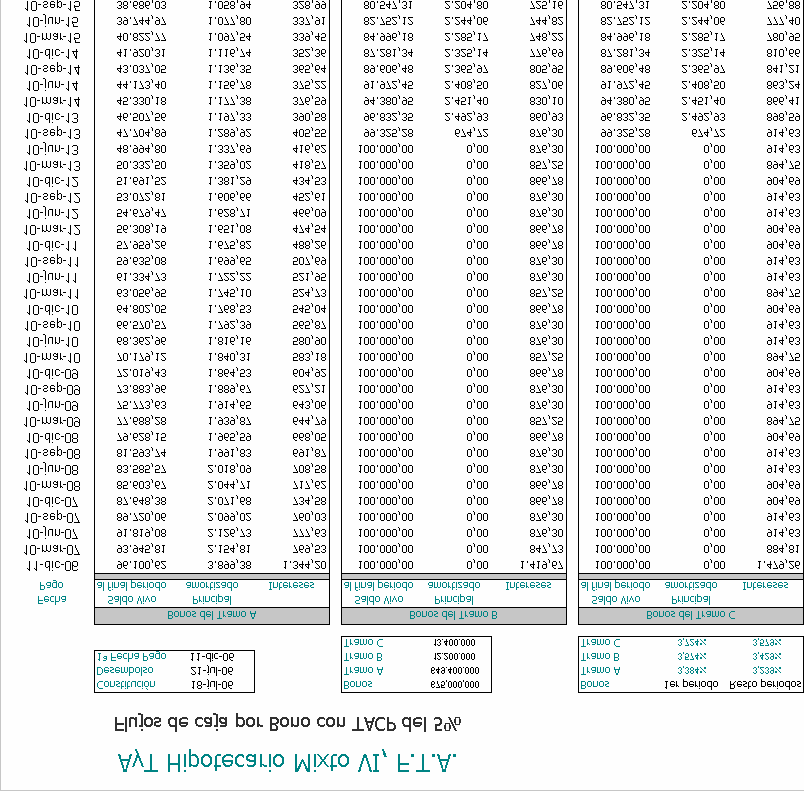 AyT Hipotecario Mixto VI, F.T.A.
Flujos de caja por Bono con TACP del 5%
Constitución 18-jul-06 Bonos 675.000.000 Bonos 1er periodo Resto periodos
Desembolso 21-jul-06 Tramo A 649.400.000 Tramo A 3,384% 3,239%
1ª Fecha Pago 11-dic-06 Tramo B 12.200.000 Tramo B 3,574% 3,429%
Tramo C 13.400.000 Tramo C 3,724% 3,579%
Bonos del Tramo A Bonos del Tramo B Bonos del Tramo C
Fecha Saldo Vivo Principal Saldo Vivo Principal Saldo Vivo Principal
Pago al final periodo amortizado Intereses al final periodo amortizado Intereses al final periodo amortizado Intereses
11-dic-06 96.100,62 3.899,38 1.344,20 100.000,00 0,00 1.419,67 100.000,00 0,00 1.479,26
10-mar-07 93.945,81 2.154,81 769,53 100.000,00 0,00 847,73 100.000,00 0,00 884,81
10-jun-07 91.819,08 2.126,73 777,63 100.000,00 0,00 876,30 100.000,00 0,00 914,63
10-sep-07 89.720,06 2.099,02 760,03 100.000,00 0,00 876,30 100.000,00 0,00 914,63
10-dic-07 87.648,38 2.071,68 734,58 100.000,00 0,00 866,78 100.000,00 0,00 904,69
10-mar-08 85.603,67 2.044,71 717,62 100.000,00 0,00 866,78 100.000,00 0,00 904,69
10-jun-08 83.585,57 2.018,09 708,58 100.000,00 0,00 876,30 100.000,00 0,00 914,63
10-sep-08 81.593,74 1.991,83 691,87 100.000,00 0,00 876,30 100.000,00 0,00 914,63
10-dic-08 79.628,15 1.965,59 668,05 100.000,00 0,00 866,78 100.000,00 0,00 904,69
10-mar-09 77.688,28 1.939,87 644,79 100.000,00 0,00 857,25 100.000,00 0,00 894,75
10-jun-09 75.773,63 1.914,65 643,06 100.000,00 0,00 876,30 100.000,00 0,00 914,63
10-sep-09 73.883,96 1.889,67 627,21 100.000,00 0,00 876,30 100.000,00 0,00 914,63
10-dic-09 72.019,43 1.864,53 604,92 100.000,00 0,00 866,78 100.000,00 0,00 904,69
10-mar-10 70.179,12 1.840,31 583,18 100.000,00 0,00 857,25 100.000,00 0,00 894,75
10-jun-10 68.362,96 1.816,16 580,90 100.000,00 0,00 876,30 100.000,00 0,00 914,63
10-sep-10 66.570,57 1.792,39 565,87 100.000,00 0,00 876,30 100.000,00 0,00 914,63
10-dic-10 64.802,05 1.768,53 545,04 100.000,00 0,00 866,78 100.000,00 0,00 904,69
10-mar-11 63.056,95 1.745,10 524,73 100.000,00 0,00 857,25 100.000,00 0,00 894,75
10-jun-11 61.334,73 1.722,22 521,95 100.000,00 0,00 876,30 100.000,00 0,00 914,63
10-sep-11 59.635,08 1.699,65 507,69 100.000,00 0,00 876,30 100.000,00 0,00 914,63
10-dic-11 57.959,26 1.675,82 488,26 100.000,00 0,00 866,78 100.000,00 0,00 904,69
10-mar-12 56.308,19 1.651,08 474,54 100.000,00 0,00 866,78 100.000,00 0,00 904,69
10-jun-12 54.679,47 1.628,71 466,09 100.000,00 0,00 876,30 100.000,00 0,00 914,63
10-sep-12 53.072,81 1.606,66 452,61 100.000,00 0,00 876,30 100.000,00 0,00 914,63
10-dic-12 51.691,52 1.381,29 434,53 100.000,00 0,00 866,78 100.000,00 0,00 904,69
10-mar-13 50.332,50 1.359,02 418,57 100.000,00 0,00 857,25 100.000,00 0,00 894,75
10-jun-13 48.994,80 1.337,69 416,62 100.000,00 0,00 876,30 100.000,00 0,00 914,63
10-sep-13 47.704,89 1.289,92 405,55 99.325,28 674,72 876,30 99.325,28 674,72 914,63
10-dic-13 46.507,56 1.197,33 390,58 96.832,35 2.492,93 860,93 96.832,35 2.492,93 898,59
10-mar-14 45.330,18 1.177,38 376,59 94.380,95 2.451,40 830,10 94.380,95 2.451,40 866,41
10-jun-14 44.173,40 1.156,78 375,22 91.972,45 2.408,50 827,06 91.972,45 2.408,50 863,24
10-sep-14 43.037,05 1.136,35 365,64 89.606,48 2.365,97 805,95 89.606,48 2.365,97 841,21
10-dic-14 41.920,31 1.116,74 352,36 87.281,34 2.325,14 776,69 87.281,34 2.325,14 810,66
10-mar-15 40.822,77 1.097,54 339,45 84.996,18 2.285,17 748,22 84.996,18 2.285,17 780,95
10-jun-15 39.744,97 1.077,80 337,91 82.752,12 2.244,06 744,82 82.752,12 2.244,06 777,40
10-sep-15 38.686,03 1.058,94 328,99 80.547,31 2.204,80 725,16 80.547,31 2.204,80 756,88